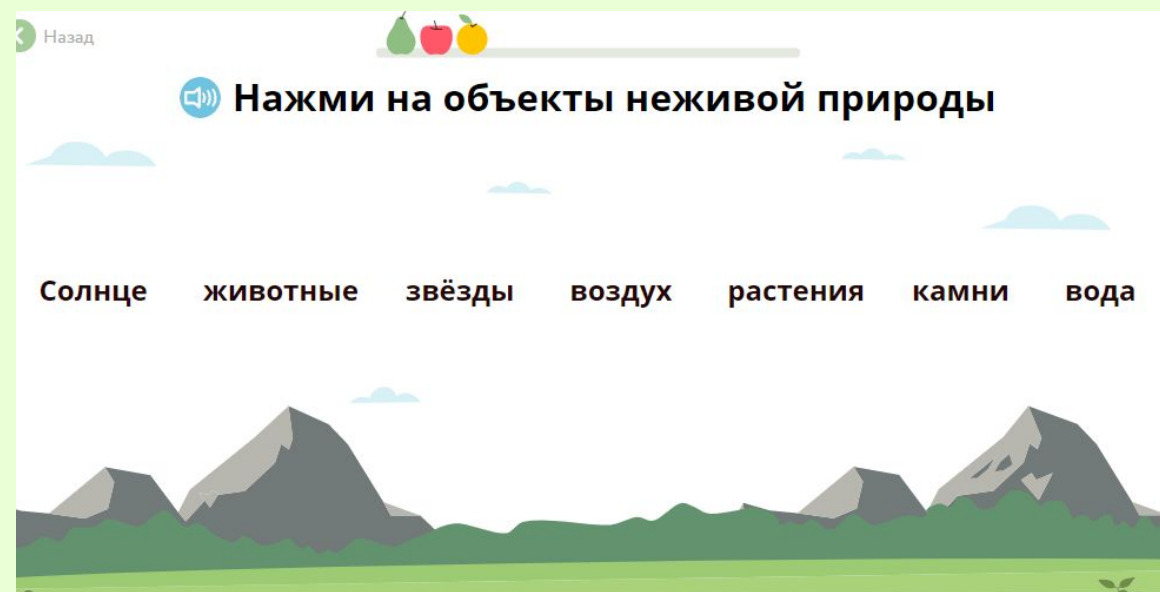 Назад
Нажми на объекты неживой природы
Солнце животные звёзды воздух растения камни вода